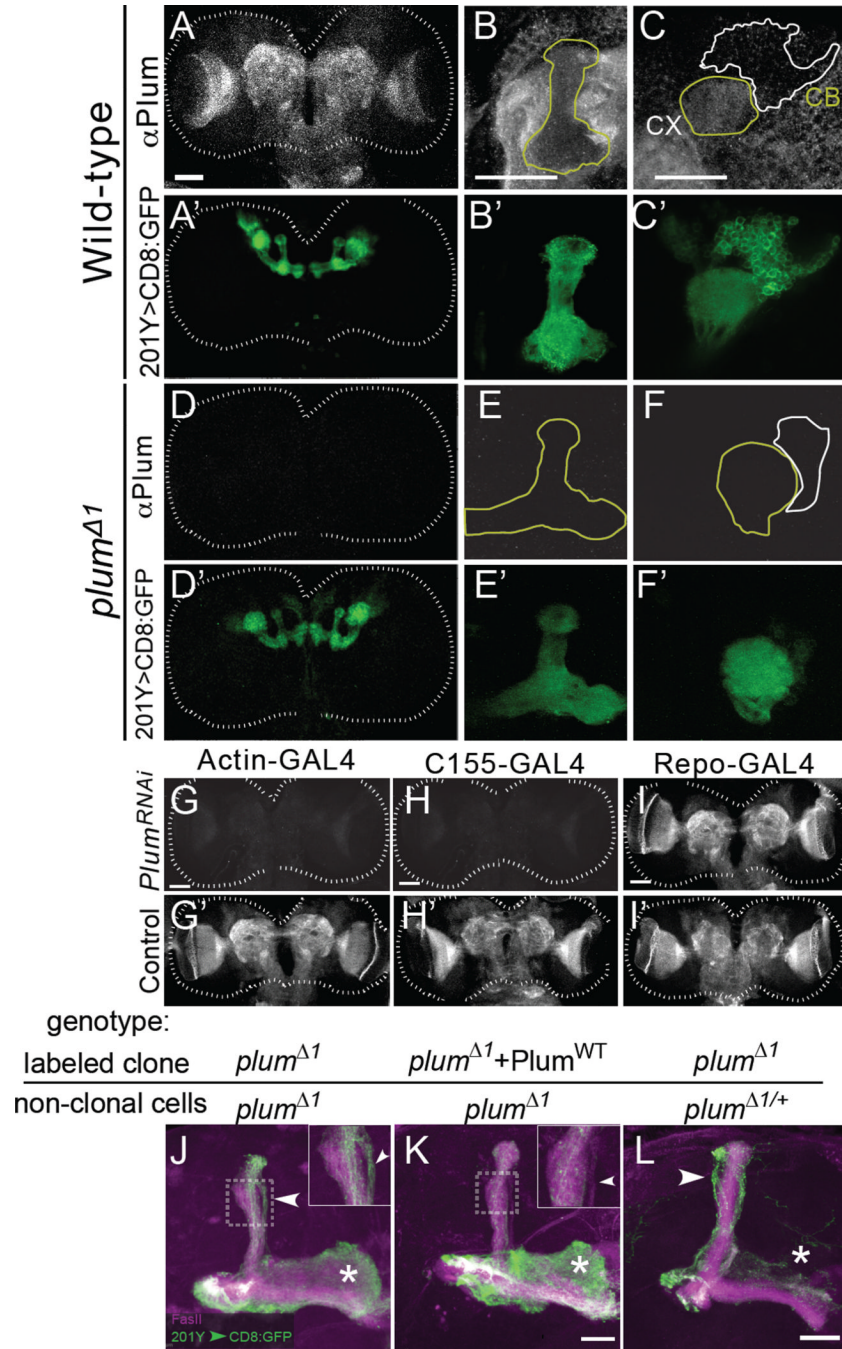 Wild-type
αPlum
A
B
C
CX
CB
201Y>CD8:GFP
A'
B'
C'
plumΔ1
αPlum
D
E
F
201Y>CD8:GFP
D'
E'
F'
Actin-GAL4
C155-GAL4
Repo-GAL4
PlumRNAi
G
H
I
Control
G'
H'
I'
genotype:
labeled clone
plumΔ1
plumΔ1+PlumWT
plumΔ1
non-clonal cells
plumΔ1
plumΔ1
plumΔ1/+
J
K
L
*
*
*
FasII
201Y ➤ CD8:GFP